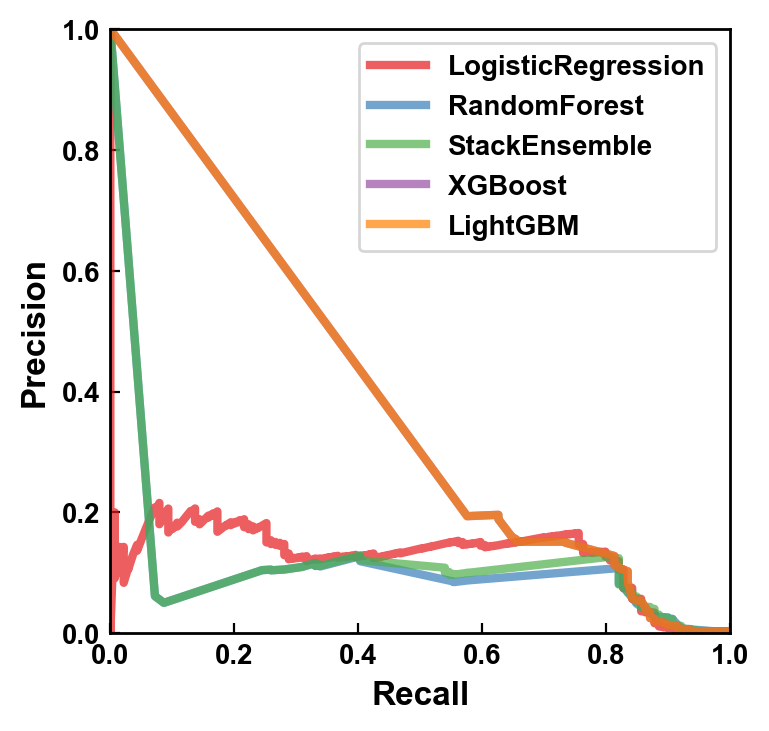 1.0
0.8
0.6
0.4
0.2
0.0
Precision
LogisticRegression
RandomForest
StackEnsemble
XGBoost
LightGBM
0.0 0.2 0.4 0.6 0.8 1.0
Recall